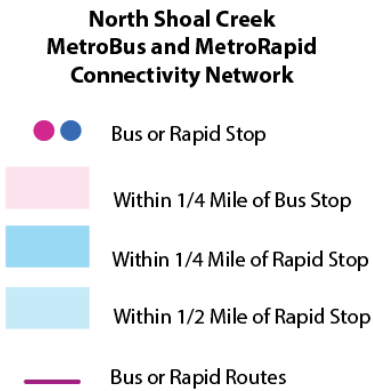 North Shoal Creek
MetroBus and MetroRapid
Connectivity Network
Bus or Rapid Stop
Within 1/4 Mile of Bus Stop
Within 1/4 Mile of Rapid Stop
Within 1/2 Mile of Rapid Stop
Bus or Rapid Routes